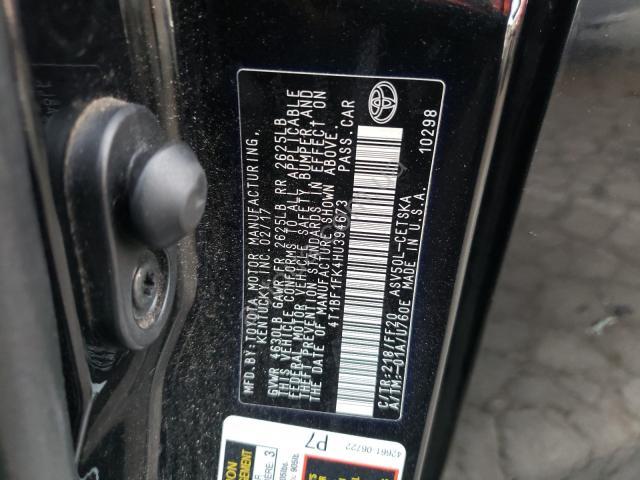 MFD.BY: TOYOTA MOTOR MANUFACTURING,
KENTUCKY, INC. 02/17
GVWR 4630LB GAWR FR 2625LB RR 2625LB
THIS VEHICLE CONFORMS TO ALL APPLICABLE
FEDERAL MOTOR VEHICLE SAFETY, BUMPER AND
THEFT PREVENTION STANDARDS IN EFFECT ON
THE DATE OF MANUFACTURE SHOWN ABOVE.
4T1BF1FK4HU394673 PASS.CAR
C/TR:218/FF20 ASV50L-CETSKA
A/TM:-01A/U760E MADE IN U.S.A. 10298
P7
42661-06722
3